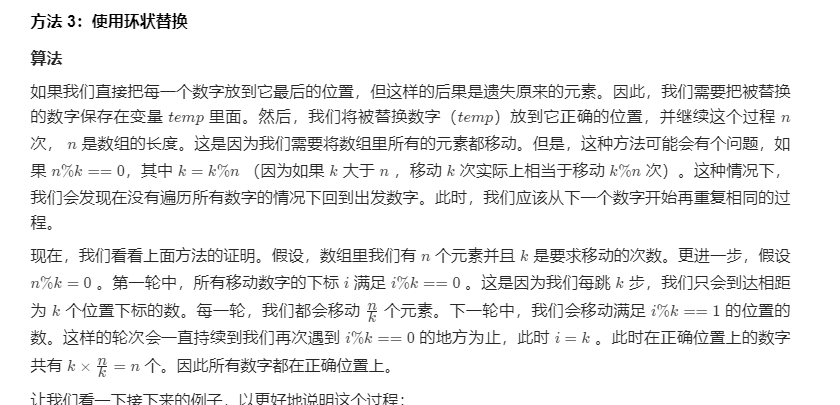 方法 3：使用环状替换
算法
如果我们直接把每一个数字放到它最后的位置，但这样的后果是遗失原来的元素。因此，我们需要把被替换
的数字保存在变量 temp 里面。然后，我们将被替换数字（temp）放到它正确的位置，并继续这个过程 n
次， n 是数组的长度。这是因为我们需要将数组里所有的元素都移动。但是，这种方法可能会有个问题，如
果 n%k == 0，其中 k = k%n （因为如果 k 大于 n ，移动 k 次实际上相当于移动 k%n 次）。这种情况下，
我们会发现在没有遍历所有数字的情况下回到出发数字。此时，我们应该从下一个数字开始再重复相同的过
程。
现在，我们看看上面方法的证明。假设，数组里我们有 n 个元素并且 k 是要求移动的次数。更进一步，假设
n%k = 0 。第一轮中，所有移动数字的下标 i 满足 i%k == 0 。这是因为我们每跳 k 步，我们只会到达相距
为 k 个位置下标的数。每一轮，我们都会移动 n/k 个元素。下一轮中，我们会移动满足 i%k == 1 的位置的
数。这样的轮次会一直持续到我们再次遇到 i%k == 0 的地方为止，此时 i = k 。此时在正确位置上的数字
共有 k × n/k = n 个。因此所有数字都在正确位置上。
让我们看一下接下来的例子，以更好地说明这个过程：